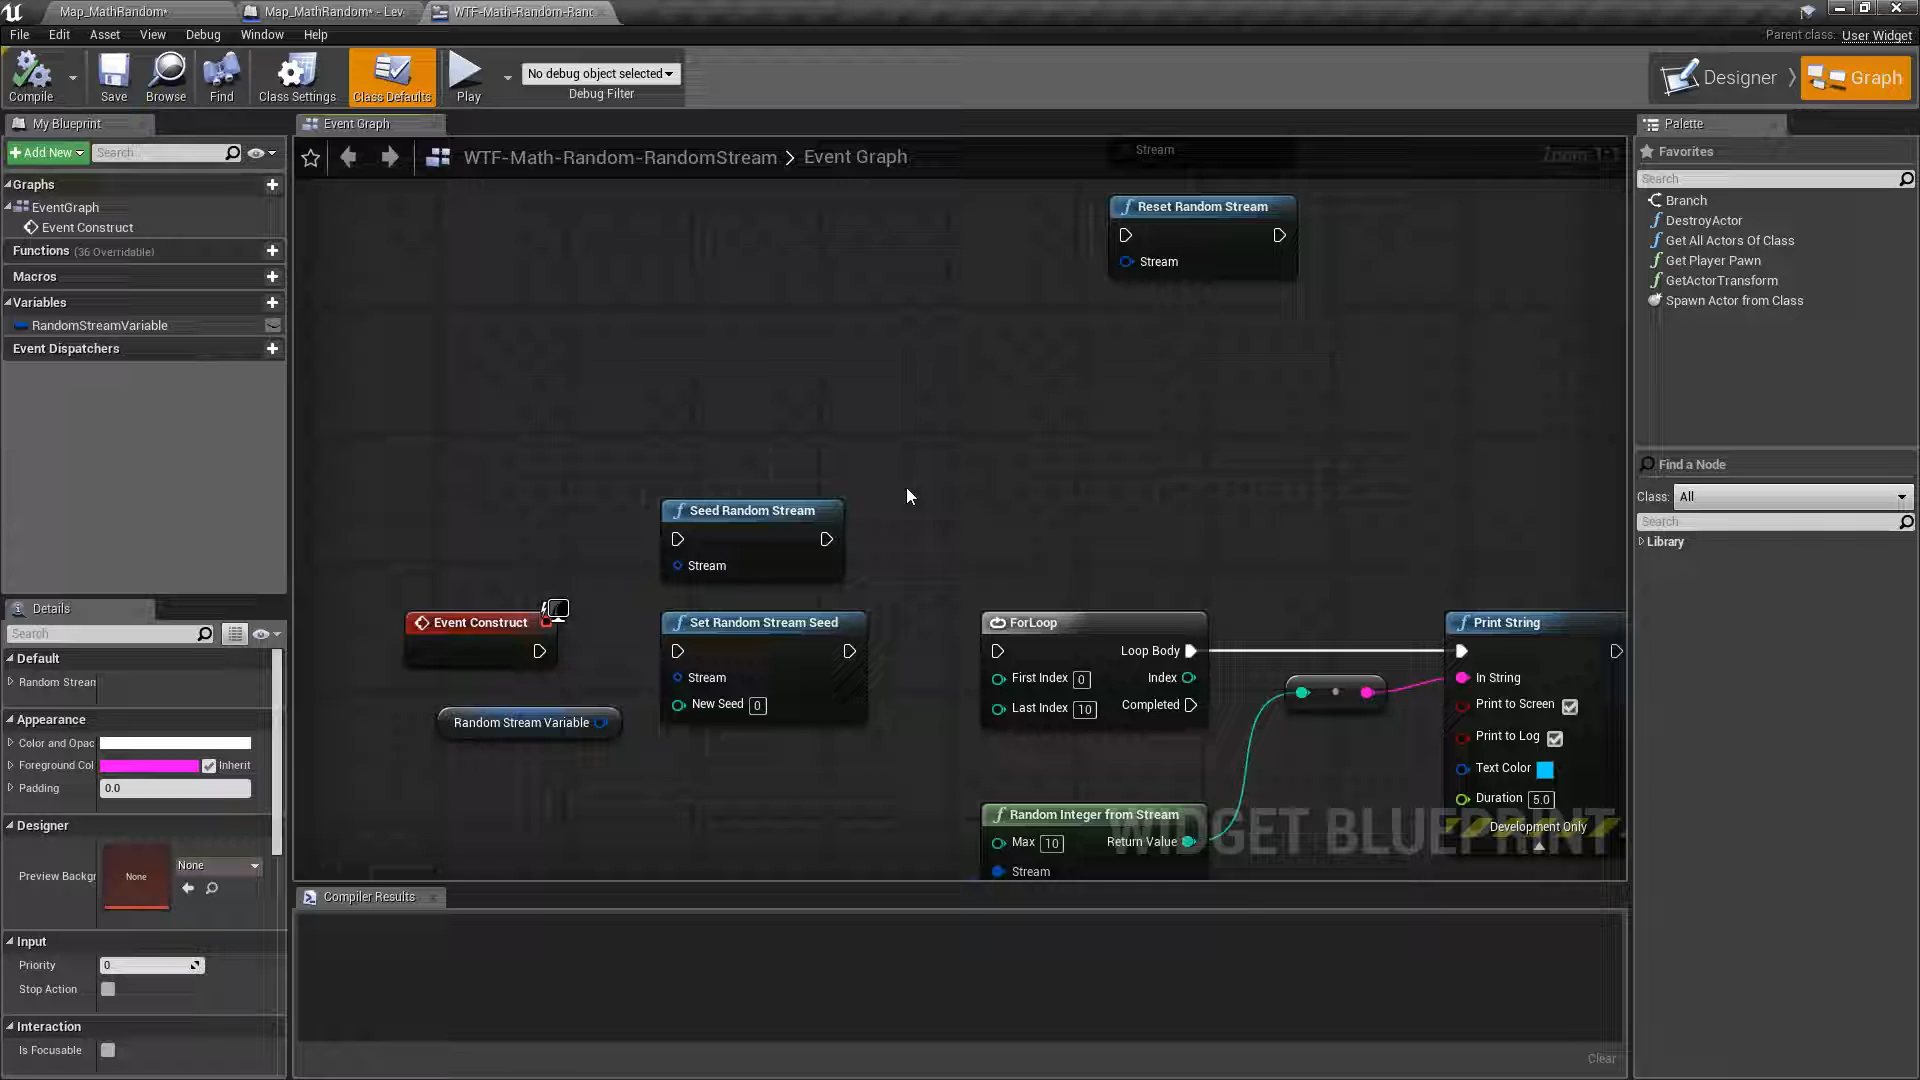 Map_MathRandom*
Map_MathRandom* - Lev
WTF-Math-Random-Rand
File Edit Asset View Debug Window Help
Parent class: User Widget
Compile
Save
Browse
Find
Class Settings
Class Defaults
Play
No debug object selected
Debug Filter
Designer
Graph
My Blueprint
+Add New
Search
Graphs
EventGraph
Event Construct
Functions (36 Overridable)
Macros
Variables
RandomStreamVariable
Event Dispatchers
Event Graph
WTF-Math-Random-RandomStream > Event Graph
Zoom 1:1
Stream
Reset Random Stream
Stream
Seed Random Stream
Stream
Event Construct
Random Stream Variable
Set Random Stream Seed
Stream
New Seed 0
ForLoop
Loop Body
First Index 0
Index
Last Index 10
Completed
Random Integer from Stream
Max 10
Return Value
Stream
Print String
In String
Print to Screen
Print to Log
Text Color
Duration 5.0
Development Only
WIDGET BLUEPRINT
Details
Search
Default
Random Stream
Appearance
Color and Opac
Foreground Col
Inherit
Padding
0.0
Designer
Preview Backgr
None
None
Input
Priority
0
Stop Action
Interaction
Is Focusable
Compiler Results
Clear
Palette
Favorites
Search
Branch
DestroyActor
Get All Actors Of Class
Get Player Pawn
GetActorTransform
Spawn Actor from Class
Find a Node
Class: All
Search
Library